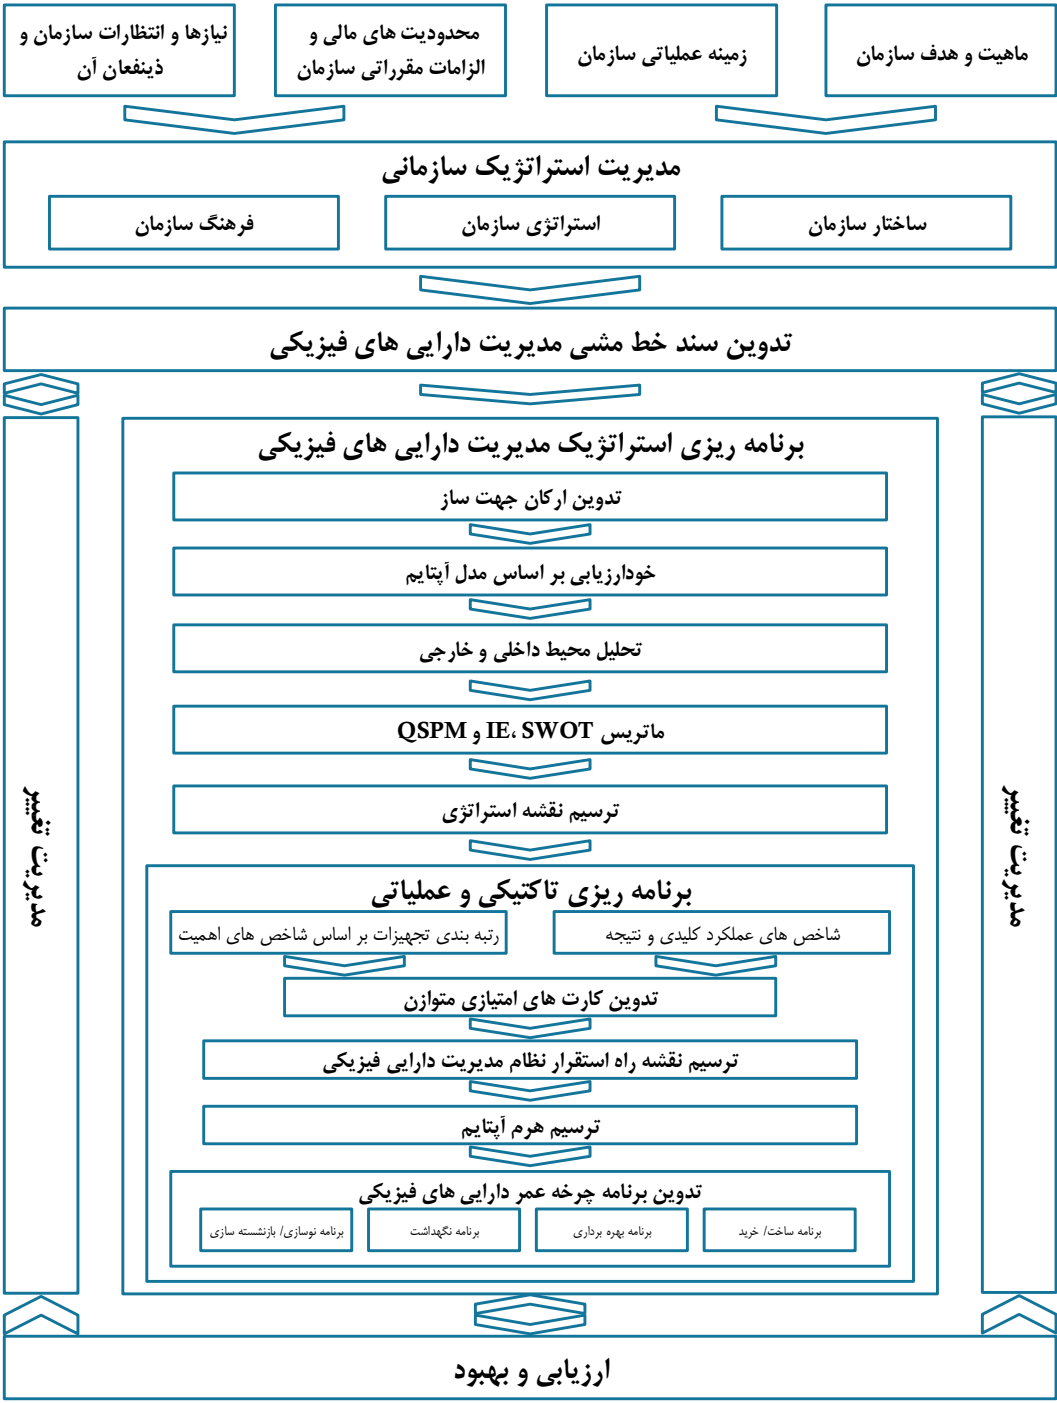 ماهیت و هدف سازمان
زمینه عملیاتی سازمان
محدودیت های مالی و
الزامات مقرراتی سازمان
نیازها و انتظارات سازمان و
ذینفعان آن
مدیریت استراتژیک سازمانی
ساختار سازمان
استراتژی سازمان
فرهنگ سازمان
تدوین سند خط مشی مدیریت دارایی های فیزیکی
مدیریت تغییر
برنامه ریزی استراتژیک مدیریت دارایی های فیزیکی
تدوین ارکان جهت ساز
خودارزیابی بر اساس مدل آپتایم
تحلیل محیط داخلی و خارجی
ماتریس IE، SWOT و QSPM
ترسیم نقشه استراتژی
برنامه ریزی تاکتیکی و عملیاتی
شاخص های عملکرد کلیدی و نتیجه
رتبه بندی تجهیزات بر اساس شاخص های اهمیت
تدوین کارت های امتیازی متوازن
ترسیم نقشه راه استقرار نظام مدیریت دارایی فیزیکی
ترسیم هرم آپتایم
تدوین برنامه چرخه عمر دارایی های فیزیکی
برنامه ساخت/ خرید
برنامه بهره برداری
برنامه نگهداشت
برنامه نوسازی/ بازنشسته سازی
مدیریت تغییر
ارزیابی و بهبود